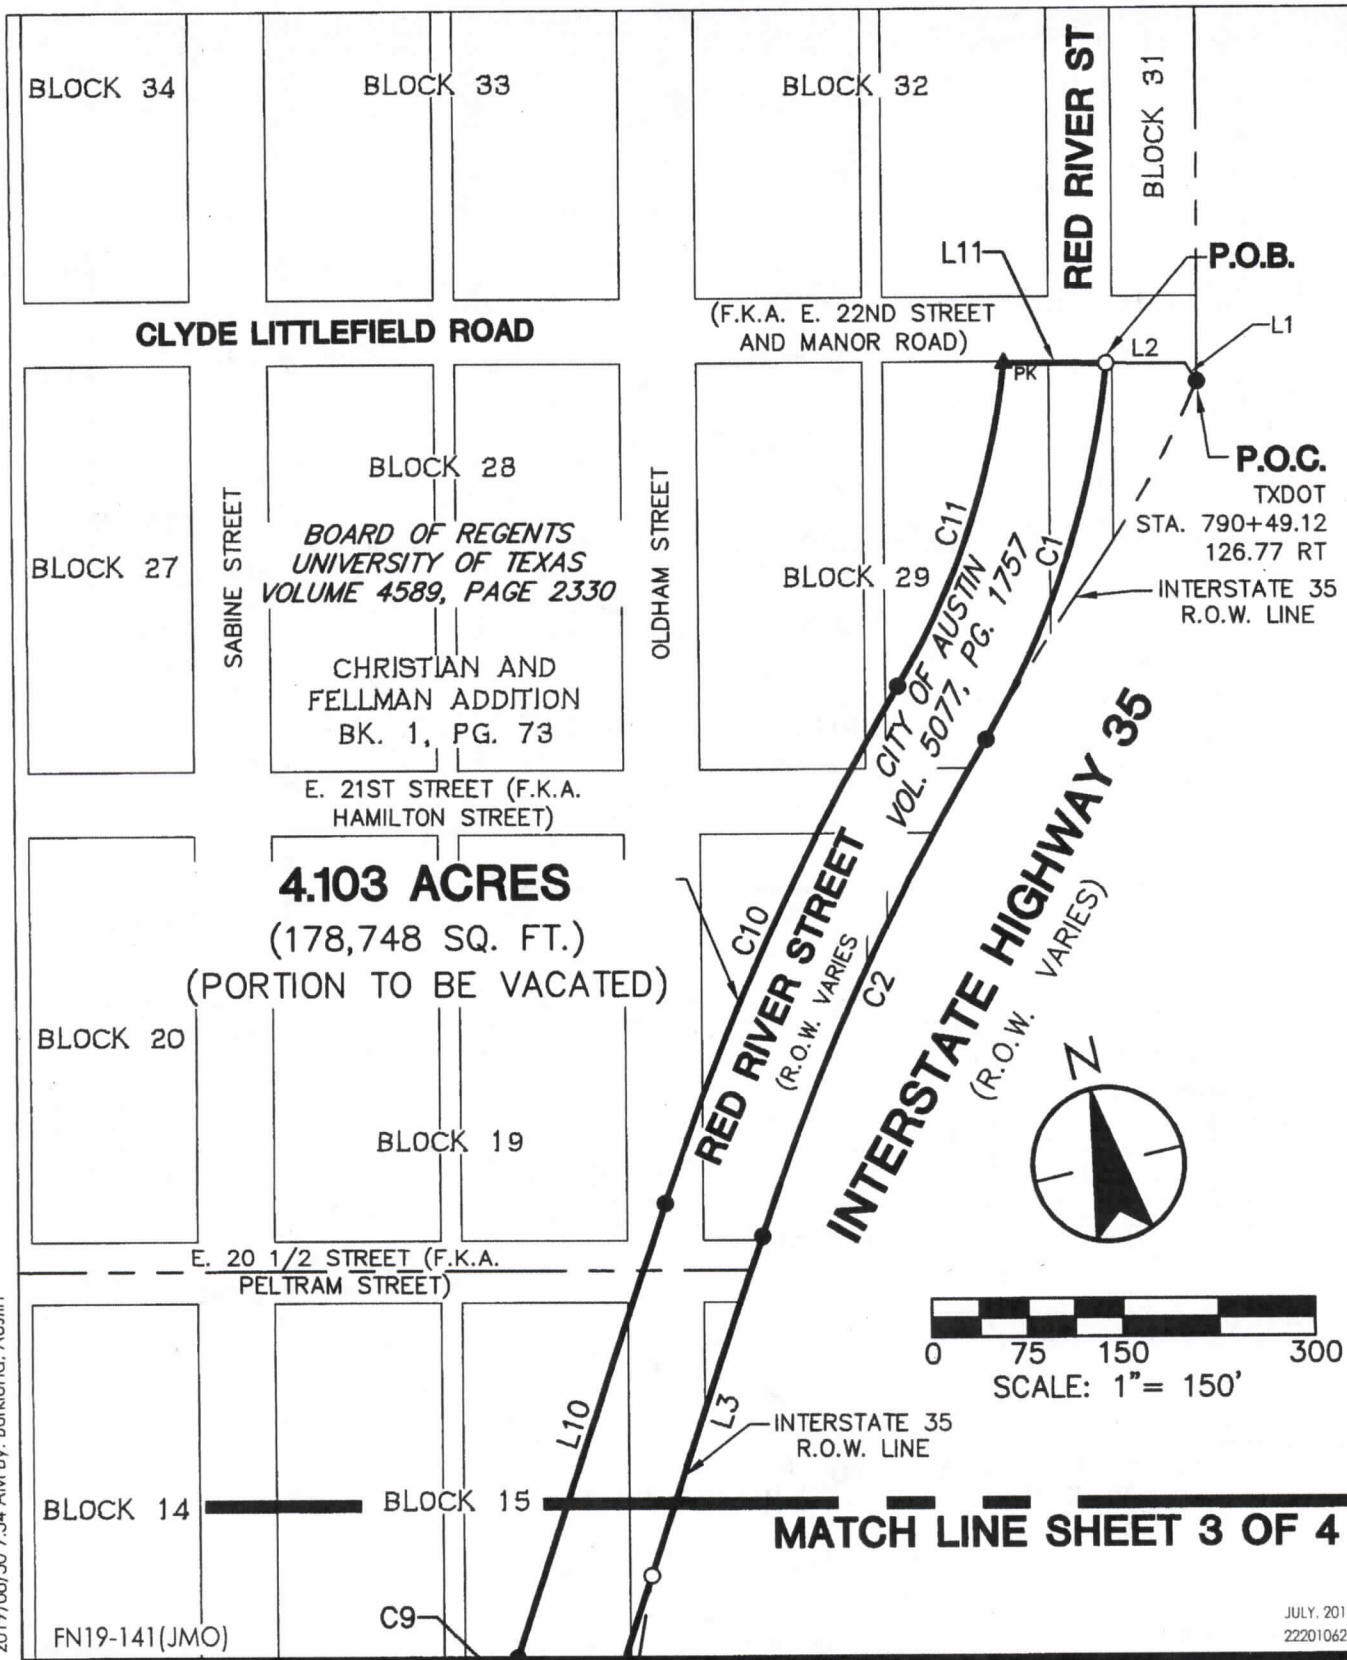 BLOCK 34
BLOCK 33
BLOCK 32
RED RIVER ST
BLOCK 31
L11
P.O.B.
CLYDE LITTLEFIELD ROAD
(F.K.A. E. 22ND STREET
AND MANOR ROAD)
L2
L1
PK
P.O.C.
TXDOT
STA. 790+49.12
126.77 RT
INTERSTATE 35
R.O.W. LINE
BLOCK 27
SABINE STREET
BLOCK 28
BOARD OF REGENTS
UNIVERSITY OF TEXAS
VOLUME 4589, PAGE 2330
CHRISTIAN AND
FELLMAN ADDITION
BK. 1, PG. 73
OLDHAM STREET
BLOCK 29
C11
CITY OF AUSTIN
VOL. 5077, PG. 1757
C1
E. 21ST STREET (F.K.A.
HAMILTON STREET)
4.103 ACRES
(178,748 SQ. FT.)
(PORTION TO BE VACATED)
C10
RED RIVER STREET
(R.O.W. VARIES
C2
INTERSTATE HIGHWAY 35
(R.O.W. VARIES)
BLOCK 20
BLOCK 19
N
E. 20 1/2 STREET (F.K.A.
PELTRAM STREET)
0 75 150 300
SCALE: 1"= 150'
L10
L3
INTERSTATE 35
R.O.W. LINE
BLOCK 14
BLOCK 15
MATCH LINE SHEET 3 OF 4
C9
FN19-141(JMO)
JULY, 201
22201062